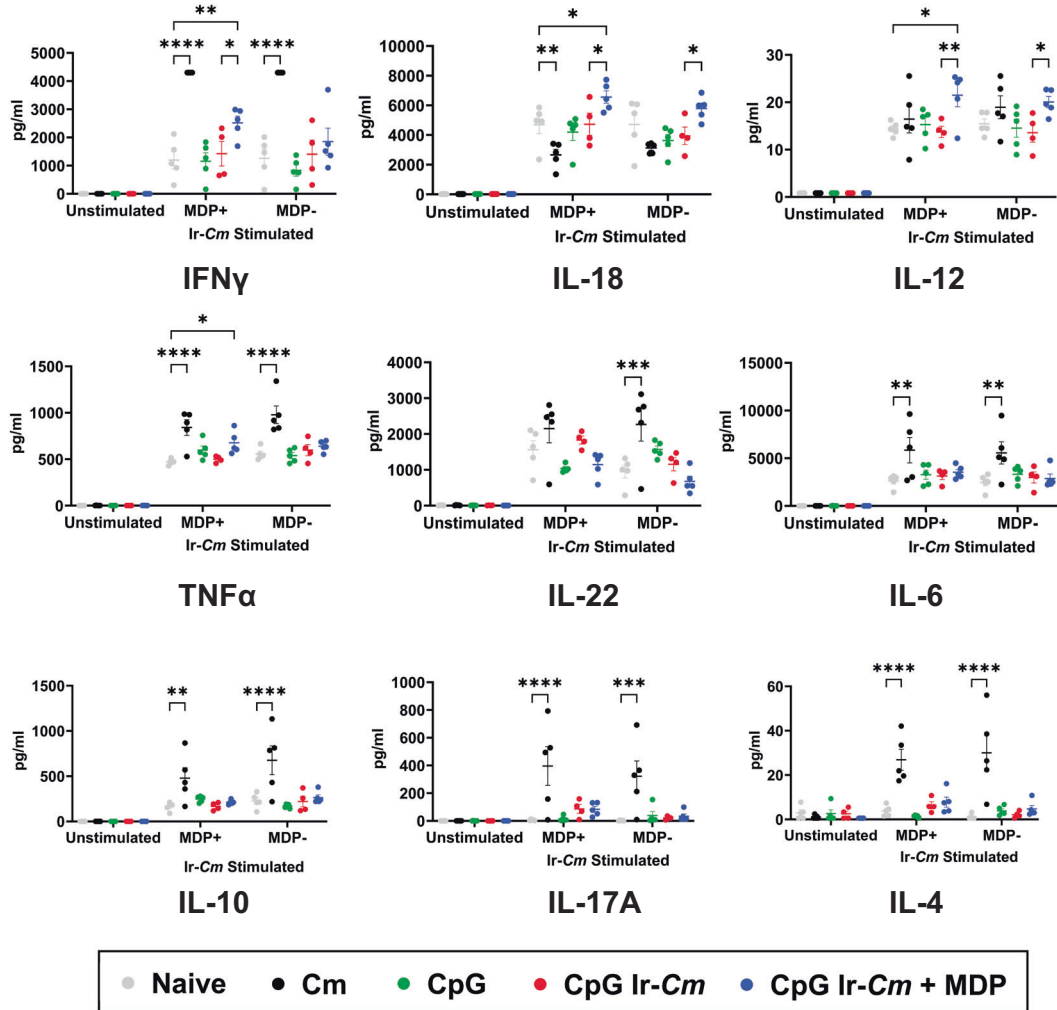 ** * *
**** * **** ** * * ** *
5000
4000
3000
2000
1000
0
pg/ml
Unstimulated MDP+ MDP-
Ir-Cm Stimulated
IFNγ
10000
8000
6000
4000
2000
0
pg/ml
Unstimulated MDP+ MDP-
Ir-Cm Stimulated
IL-18
30
20
10
0
pg/ml
Unstimulated MDP+ MDP-
Ir-Cm Stimulated
IL-12
*
**** ****
1500
1000
500
0
pg/ml
Unstimulated MDP+ MDP-
Ir-Cm Stimulated
TNFα
***
4000
3000
2000
1000
0
pg/ml
Unstimulated MDP+ MDP-
Ir-Cm Stimulated
IL-22
** **
15000
10000
5000
0
pg/ml
Unstimulated MDP+ MDP-
Ir-Cm Stimulated
IL-6
** ****
1500
1000
500
0
pg/ml
Unstimulated MDP+ MDP-
Ir-Cm Stimulated
IL-10
**** ***
1000
800
600
400
200
0
pg/ml
Unstimulated MDP+ MDP-
Ir-Cm Stimulated
IL-17A
**** ****
60
40
20
0
pg/ml
Unstimulated MDP+ MDP-
Ir-Cm Stimulated
IL-4
Naive Cm CpG CpG Ir-Cm CpG Ir-Cm + MDP